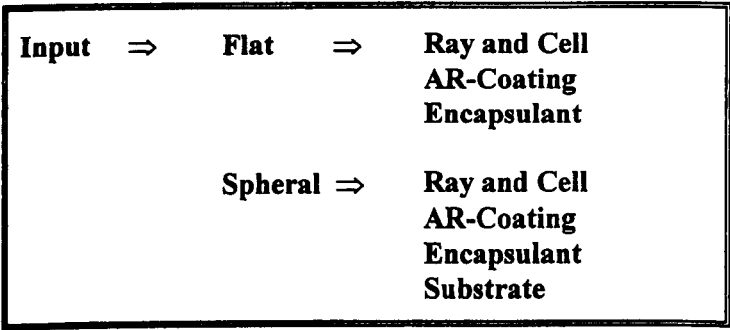 Input ⇒ Flat ⇒ Ray and Cell
AR-Coating
Encapsulant
Spheral ⇒ Ray and Cell
AR-Coating
Encapsulant
Substrate